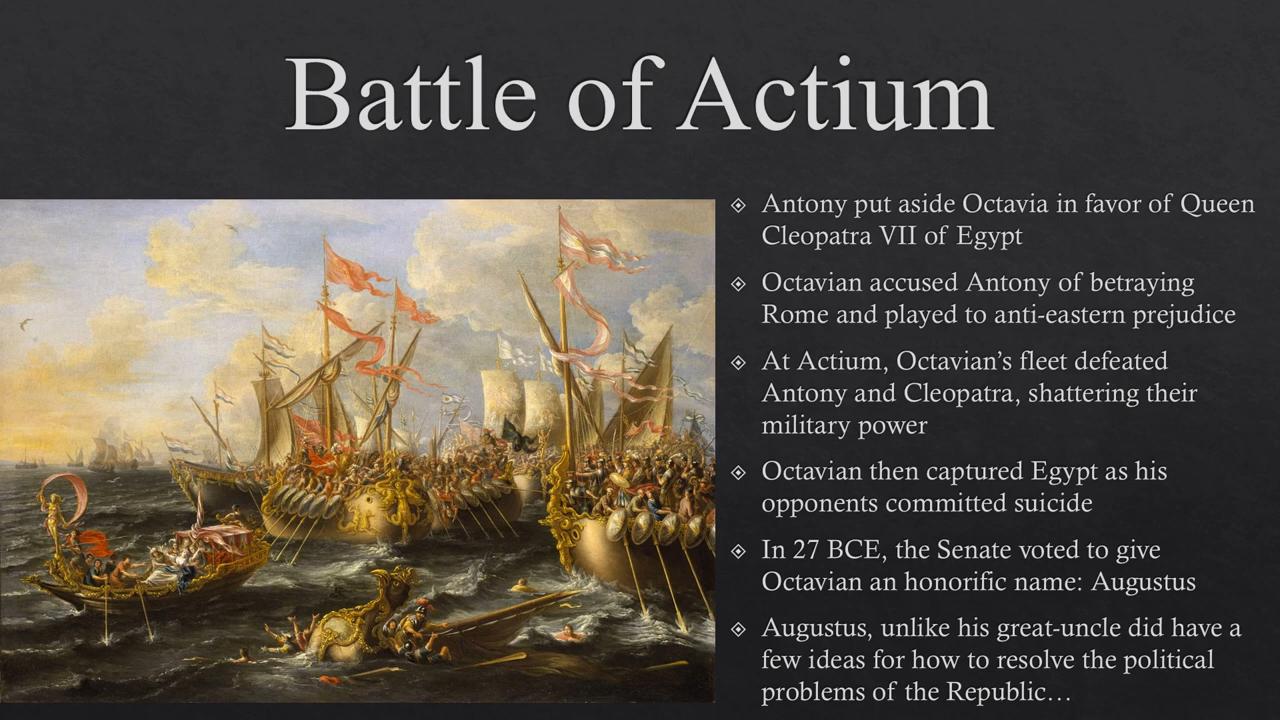 Battle of Actium
Antony put aside Octavia in favor of Queen
Cleopatra VII of Egypt
Octavian accused Antony of betraying
Rome and played to anti-eastern prejudice
At Actium, Octavian’s fleet defeated
Antony and Cleopatra, shattering their
military power
Octavian then captured Egypt as his
opponents committed suicide
In 27 BCE, the Senate voted to give
Octavian an honorific name: Augustus
Augustus, unlike his great-uncle did have a
few ideas for how to resolve the political
problems of the Republic…